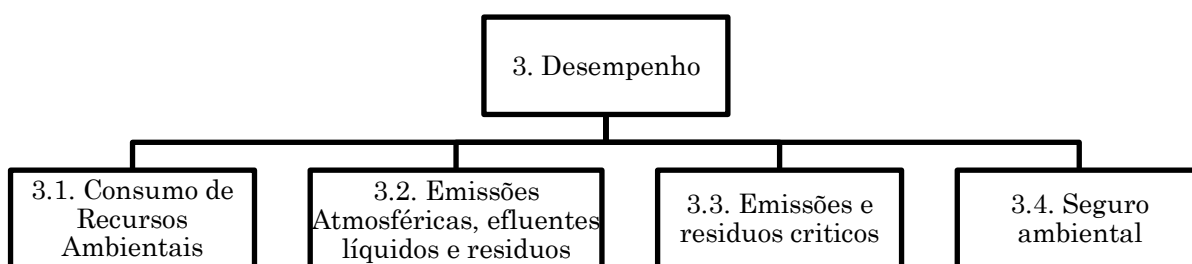 3. Desempenho
3.1. Consumo de
Recursos
Ambientais
3.2. Emissões
Atmosféricas, efluentes
líquidos e residuos
3.3. Emissões e
residuos criticos
3.4. Seguro
ambiental